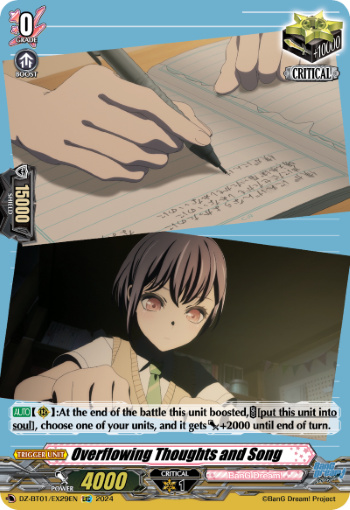 0
GRADE
BOOST
+10000
CRITICAL
15000
SHIELD
AUTO【RC】:At the end of the battle this unit boosted, [put this unit into
soul], choose one of your units, and it gets +2000 until end of turn.
TRIGGER UNIT
Overflowing Thoughts and Song
BanG Dream!
POWER
4000
CRITICAL
1
DZ-BT01/EX29EN
2024
©BanG Dream! Project